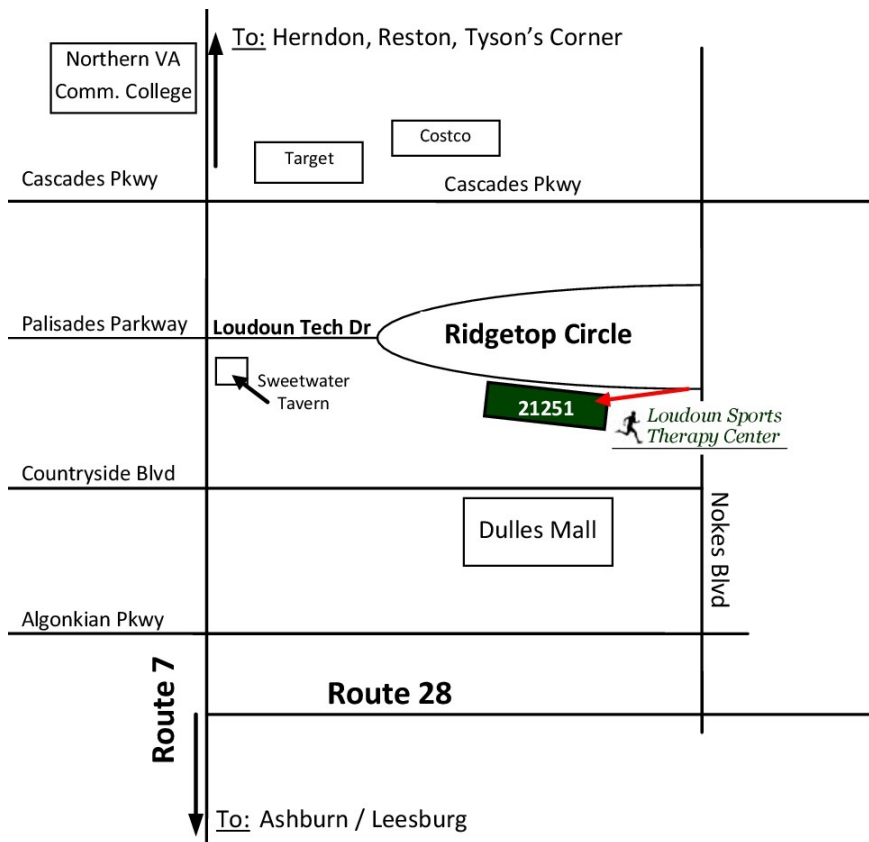 To: Herndon, Reston, Tyson's Corner
Northern VA
Comm. College
Costco
Target
Cascades Pkwy
Cascades Pkwy
Palisades Parkway
Loudoun Tech Dr
Ridgetop Circle
Sweetwater
Tavern
21251
Loudoun Sports
Therapy Center
Countryside Blvd
Dulles Mall
Nokes Blvd
Algonkian Pkwy
Route 7
Route 28
To: Ashburn / Leesburg